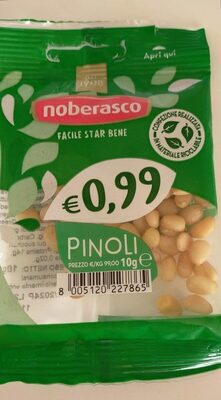 Apri qui
noberasco
FACILE STAR BENE
CONFEZIONE REALIZZATA
IN MATERIALE RICICLABILE
€0,99
PINOLI
PREZZO €/KG 99,00 10g e
8 005120 227865